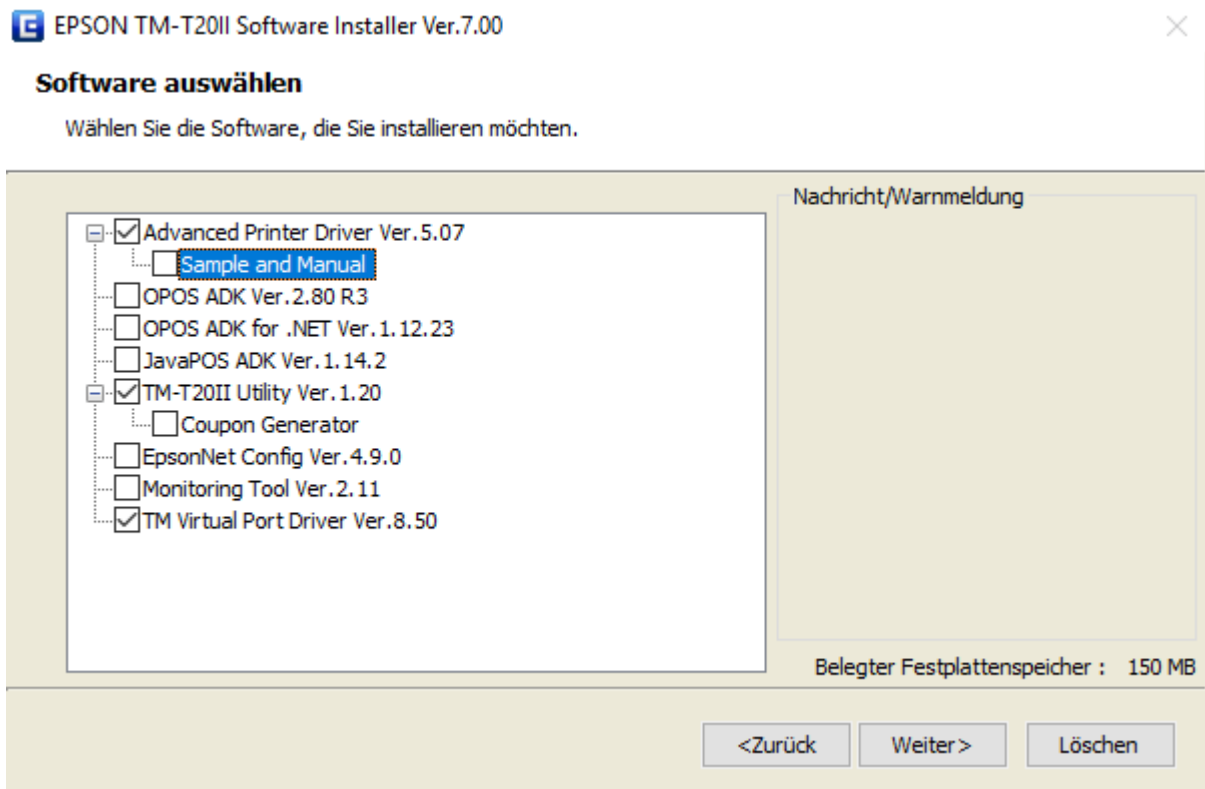 EPSON TM-T20II Software Installer Ver.7.00
Software auswählen
Wählen Sie die Software, die Sie installieren möchten.
Nachricht/Warnmeldung
Advanced Printer Driver Ver.5.07
Sample and Manual
OPOS ADK Ver.2.80 R3
OPOS ADK for .NET Ver.1.12.23
JavaPOS ADK Ver.1.14.2
TM-T20II Utility Ver.1.20
Coupon Generator
EpsonNet Config Ver.4.9.0
Monitoring Tool Ver.2.11
TM Virtual Port Driver Ver.8.50
Belegter Festplattenspeicher : 150 MB
<Zurück Weiter> Löschen